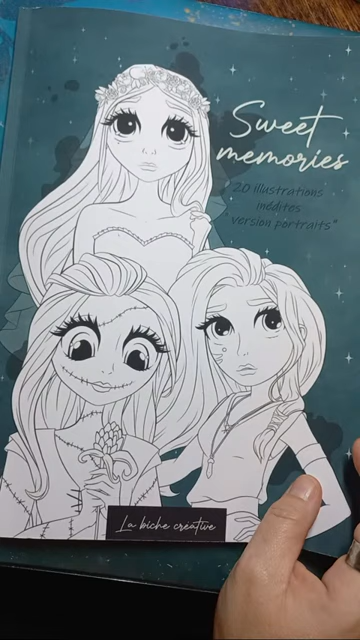 Sweet
memories
20 illustrations
inédites
"version portraits"
La biche créative